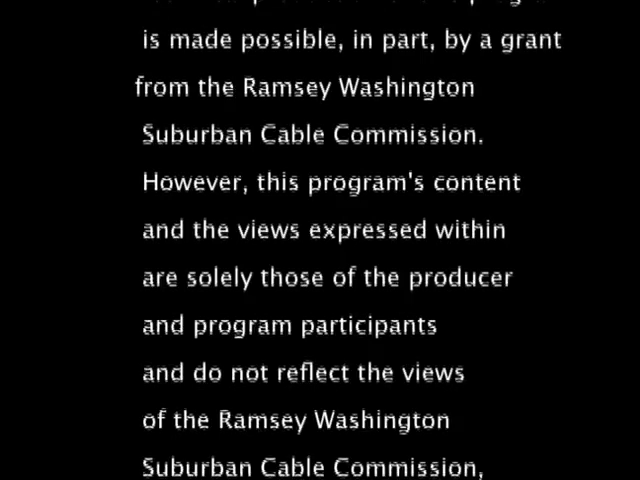 is made possible, in part, by a grant
from the Ramsey Washington
Suburban Cable Commission.
However, this program's content
and the views expressed within
are solely those of the producer
and program participants
and do not reflect the views
of the Ramsey Washington
Suburban Cable Commission,